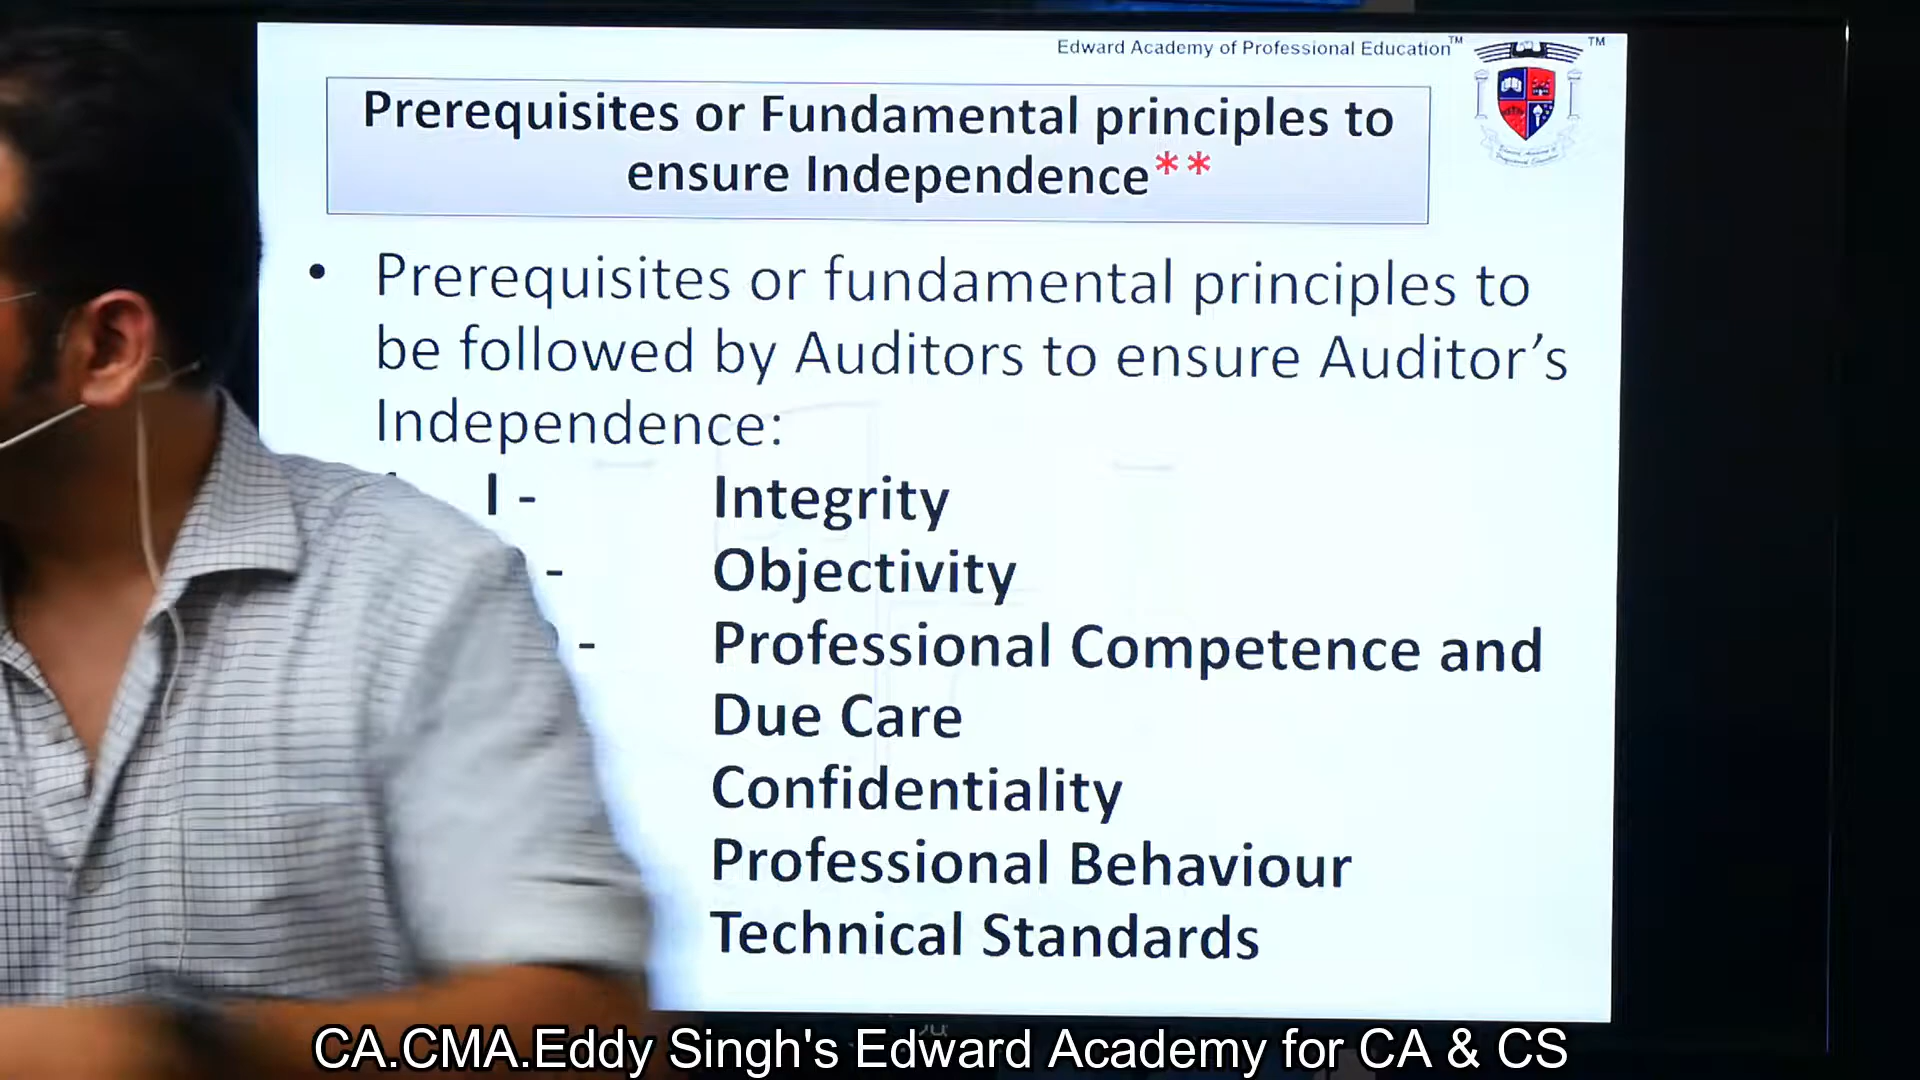 Edward Academy of Professional Education™
™
Prerequisites or Fundamental principles to
ensure Independence**
• Prerequisites or fundamental principles to
be followed by Auditors to ensure Auditor’s
Independence:
I - Integrity
- Objectivity
- Professional Competence and
Due Care
Confidentiality
Professional Behaviour
Technical Standards
CA.CMA.Eddy Singh's Edward Academy for CA & CS